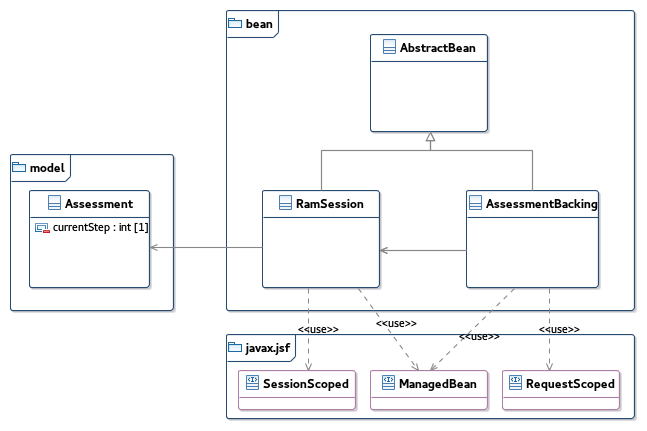 bean
AbstractBean
model
Assessment
currentStep : int [1]
RamSession
AssessmentBacking
<<use>>
<<use>>
<<use>>
<<use>>
javax.jsf
SessionScoped
ManagedBean
RequestScoped